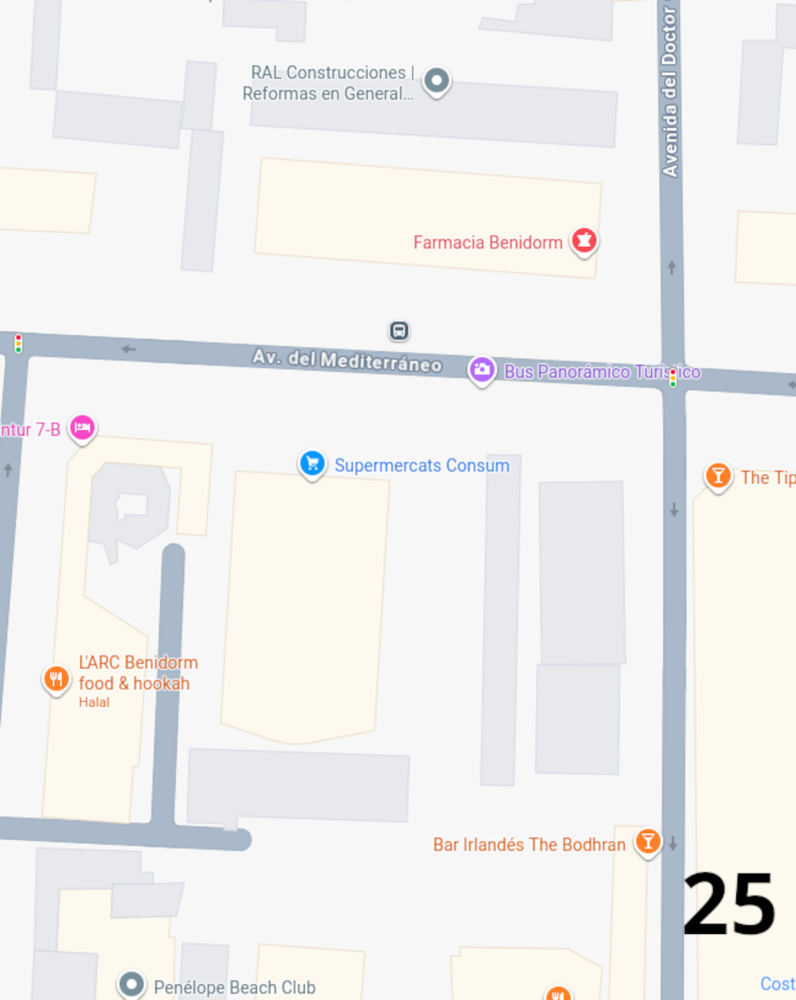 RAL Construcciones |
Reformas en General...
Avenida del Doctor
Farmacia Benidorm
Av. del Mediterráneo
Bus Panorámico Turístico
ntur 7-B
Supermercats Consum
The Tip
L'ARC Benidorm
food & hookah
Halal
Bar Irlandés The Bodhran
25
Penélope Beach Club
Cost